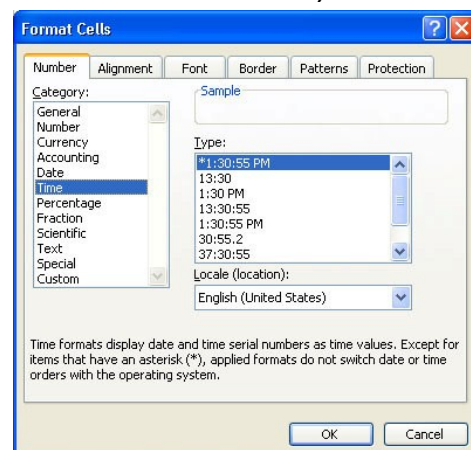 Format Cells
Number Alignment Font Border Patterns Protection
Category:
General
Number
Currency
Accounting
Date
Time
Percentage
Fraction
Scientific
Text
Special
Custom
Sample
Type:
*1:30:55 PM
13:30
1:30 PM
13:30:55
1:30:55 PM
30:55.2
37:30:55
Locale (location):
English (United States)
Time formats display date and time serial numbers as time values. Except for
items that have an asterisk (*), applied formats do not switch date or time
orders with the operating system.
OK Cancel